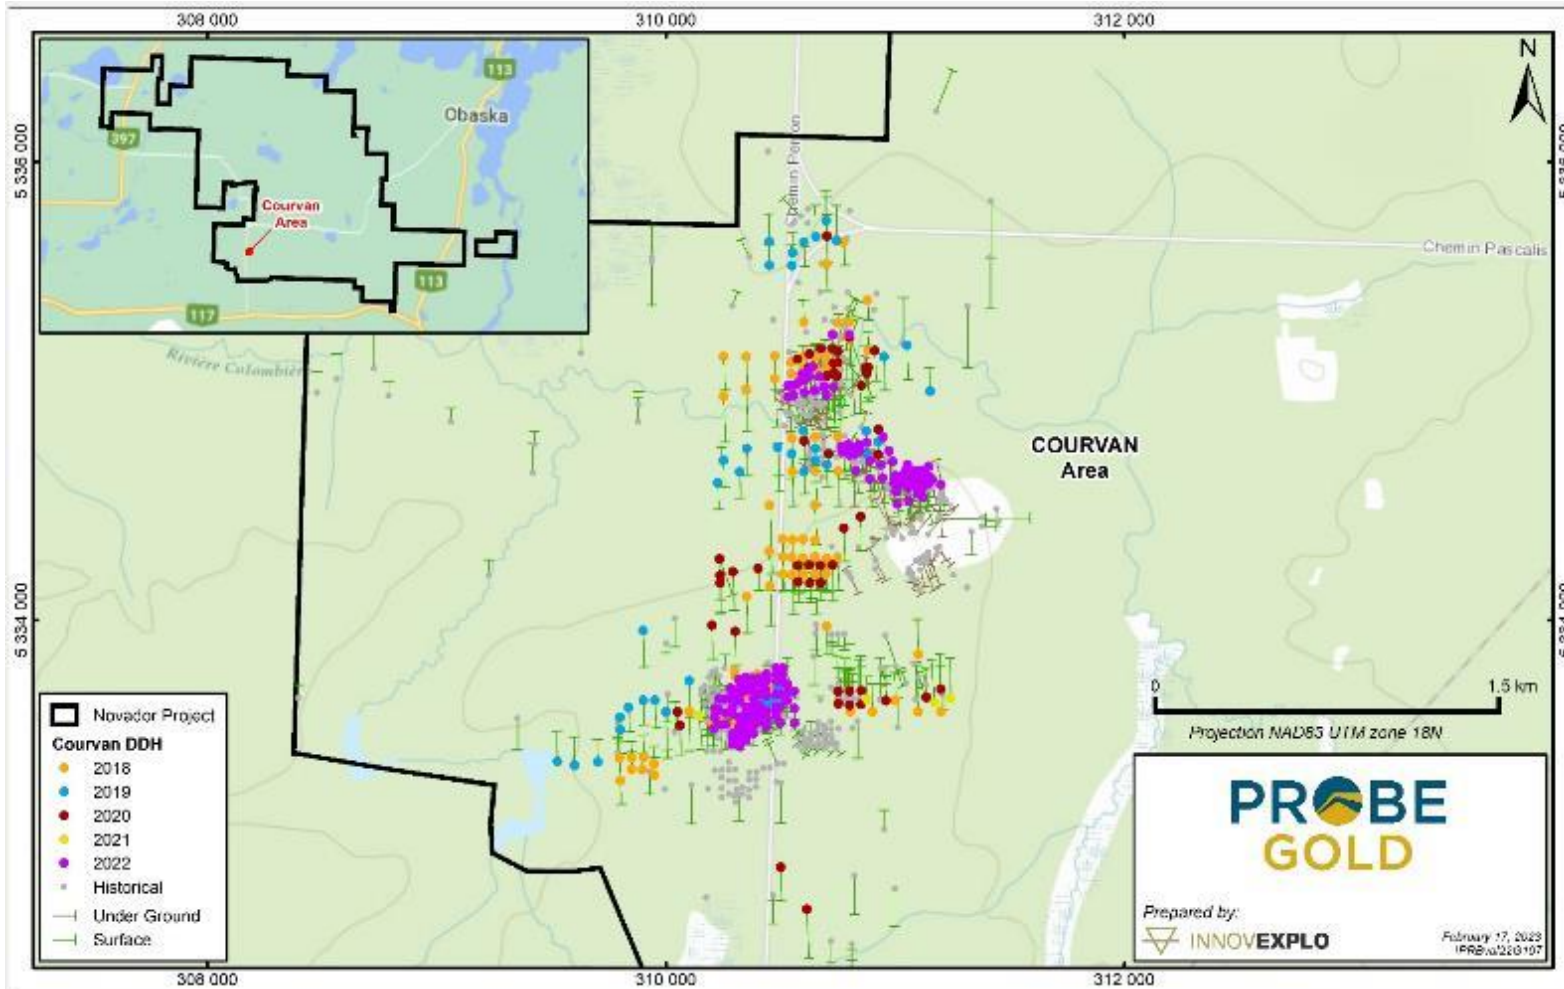 308 000
310 000
312 000
N
113
Obaska
397
Courvan
Area
113
117
5 336 000
Chemin Perron
Chemin Pascalis
Rivière Colombière
COURVAN
Area
5 334 000
5 334 000
0
1.5 km
Projection NAD83 UTM zone 18N
Novador Project
Courvan DDH
2018
2019
2020
2021
2022
Historical
Under Ground
Surface
PROBE
GOLD
Prepared by:
INNOVEXPLO
February 17, 2023
308 000
310 000
312 000